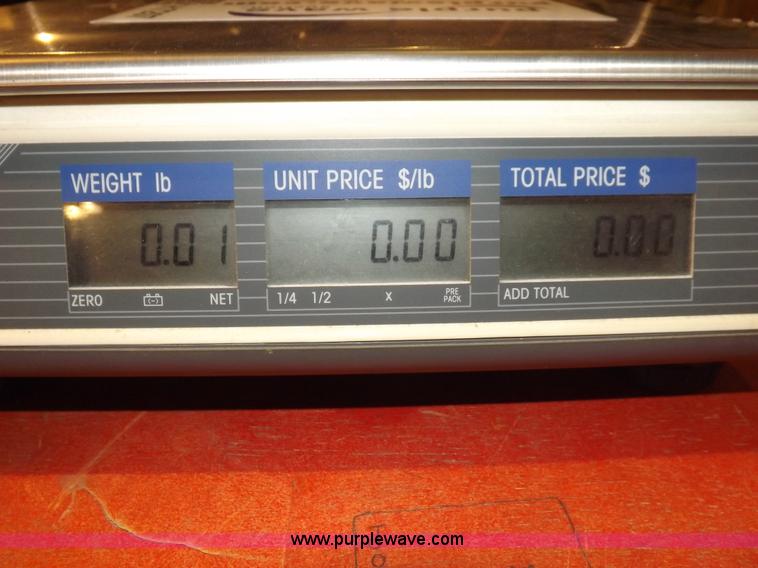 WEIGHT lb UNIT PRICE $/lb TOTAL PRICE $
0.01 0.00 0.00
ZERO NET 1/4 1/2 X PRE PACK ADD TOTAL
www.purplewave.com